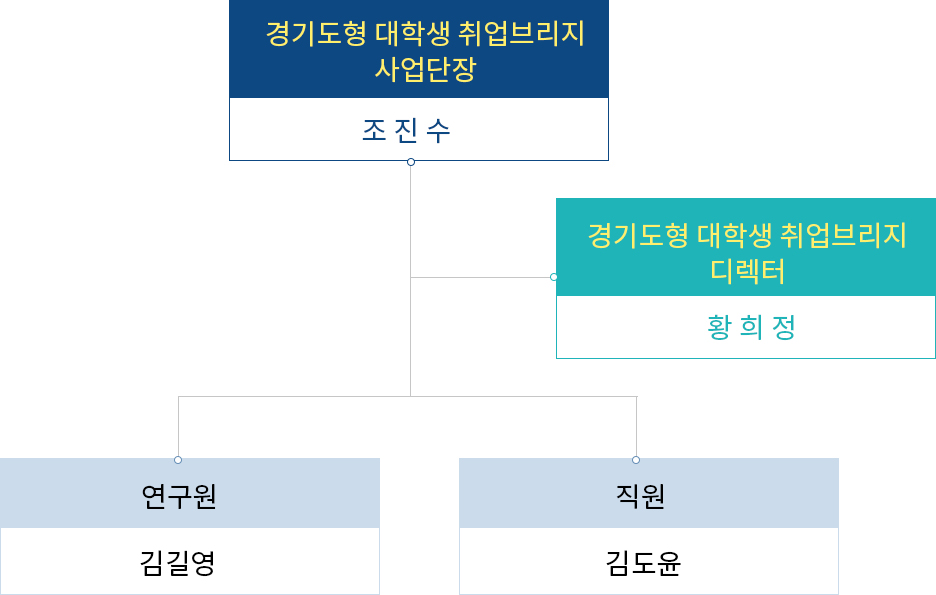 경기도형 대학생 취업브리지
사업단장
조 진 수
경기도형 대학생 취업브리지
디렉터
황 희 정
연구원
직원
김길영
김도윤